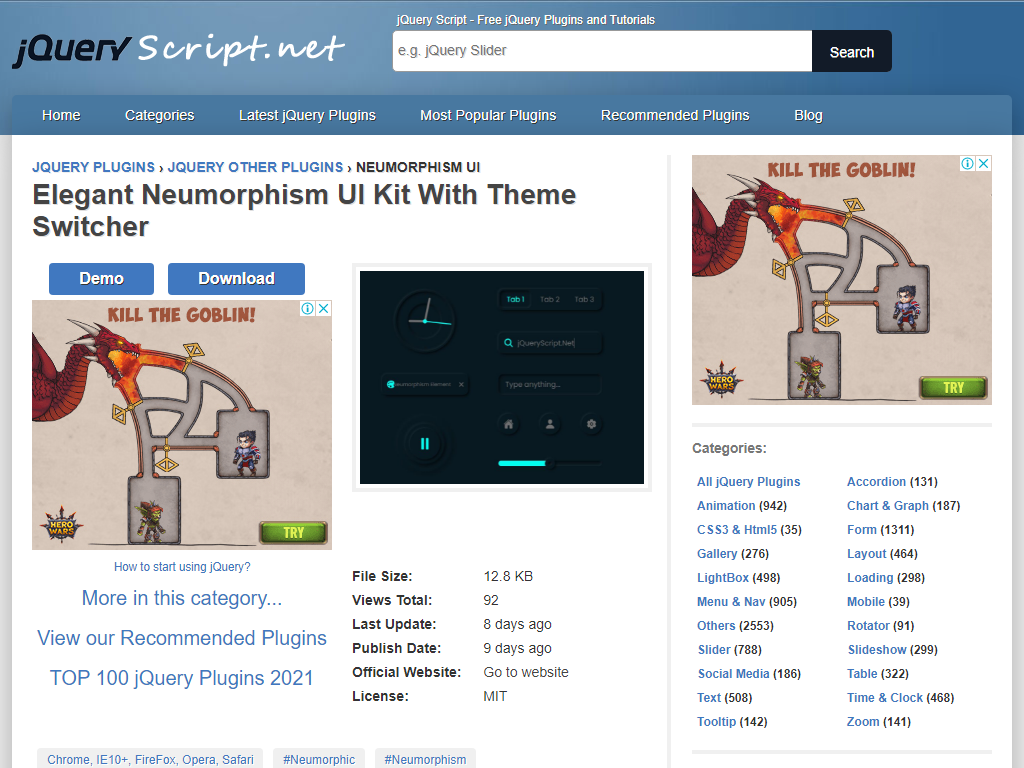 jQuery Script - Free jQuery Plugins and Tutorials
jQuery Script.net
e.g. jQuery Slider
Search
Home
Categories
Latest jQuery Plugins
Most Popular Plugins
Recommended Plugins
Blog
JQUERY PLUGINS › JQUERY OTHER PLUGINS › NEUMORPHISM UI
Elegant Neumorphism UI Kit With Theme
Switcher
Demo
Download
KILL THE GOBLIN!
HERO
WARS
TRY
How to start using jQuery?
More in this category...
View our Recommended Plugins
TOP 100 jQuery Plugins 2021
Tab 1
Tab 2
Tab 3
jQueryScript.Net
Neumorphism Element
Type anything...
File Size: 12.8 KB
Views Total: 92
Last Update: 8 days ago
Publish Date: 9 days ago
Official Website: Go to website
License: MIT
Chrome, IE10+, FireFox, Opera, Safari
#Neumorphic
#Neumorphism
KILL THE GOBLIN!
HERO
WARS
TRY
Categories:
All jQuery Plugins
Accordion (131)
Animation (942)
Chart & Graph (187)
CSS3 & Html5 (35)
Form (1311)
Gallery (276)
Layout (464)
LightBox (498)
Loading (298)
Menu & Nav (905)
Mobile (39)
Others (2553)
Rotator (91)
Slider (788)
Slideshow (299)
Social Media (186)
Table (322)
Text (508)
Time & Clock (468)
Tooltip (142)
Zoom (141)